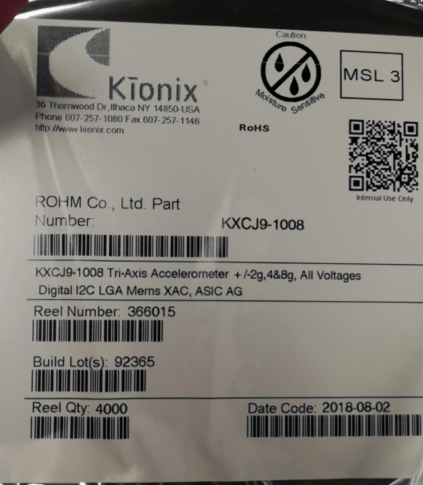 Caution
Kionix®
MSL 3
Moisture Sensitive
36 Thornwood Dr, Ithaca NY 14850-USA
Phone 607-257-1080 Fax 607-257-1146
http://www.kionix.com
RoHS
Internal Use Only
ROHM Co., Ltd. Part
Number: KXCJ9-1008
KXCJ9-1008 Tri-Axis Accelerometer +/-2g,4&8g, All Voltages
Digital I2C LGA Mems XAC, ASIC AG
Reel Number: 366015
Build Lot(s): 92365
Reel Qty: 4000 Date Code: 2018-08-02